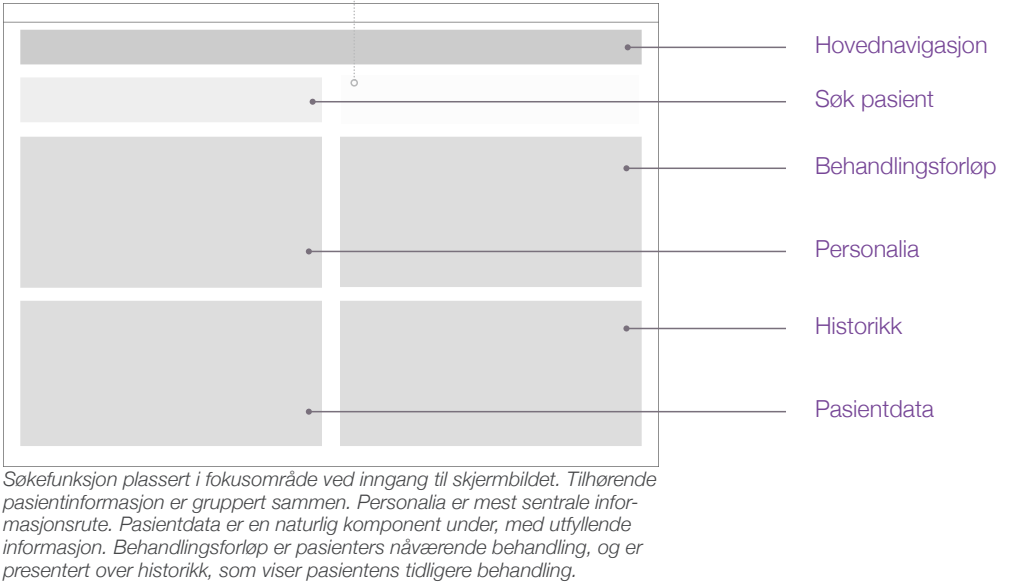 Hovednavigasjon
Søk pasient
Behandlingsforløp
Personalia
Historikk
Pasientdata
Søkefunksjon plassert i fokusområde ved inngang til skjermbildet. Tilhørende
pasientinformasjon er gruppert sammen. Personalia er mest sentrale infor-
masjonsrute. Pasientdata er en naturlig komponent under, med utfyllende
informasjon. Behandlingsforløp er pasienters nåværende behandling, og er
presentert over historikk, som viser pasientens tidligere behandling.